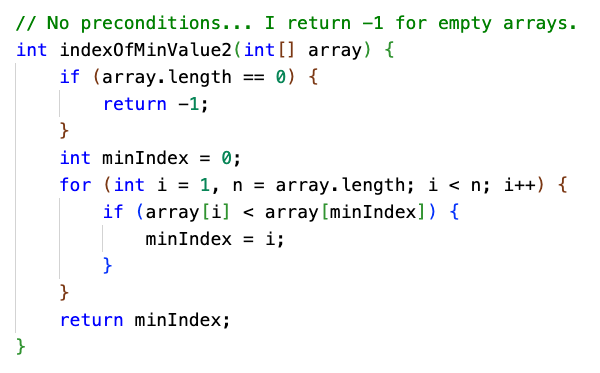 // No preconditions... I return -1 for empty arrays.
int indexOfMinValue2(int[] array) {
    if (array.length == 0) {
        return -1;
    }
    int minIndex = 0;
    for (int i = 1, n = array.length; i < n; i++) {
        if (array[i] < array[minIndex]) {
            minIndex = i;
        }
    }
    return minIndex;
}